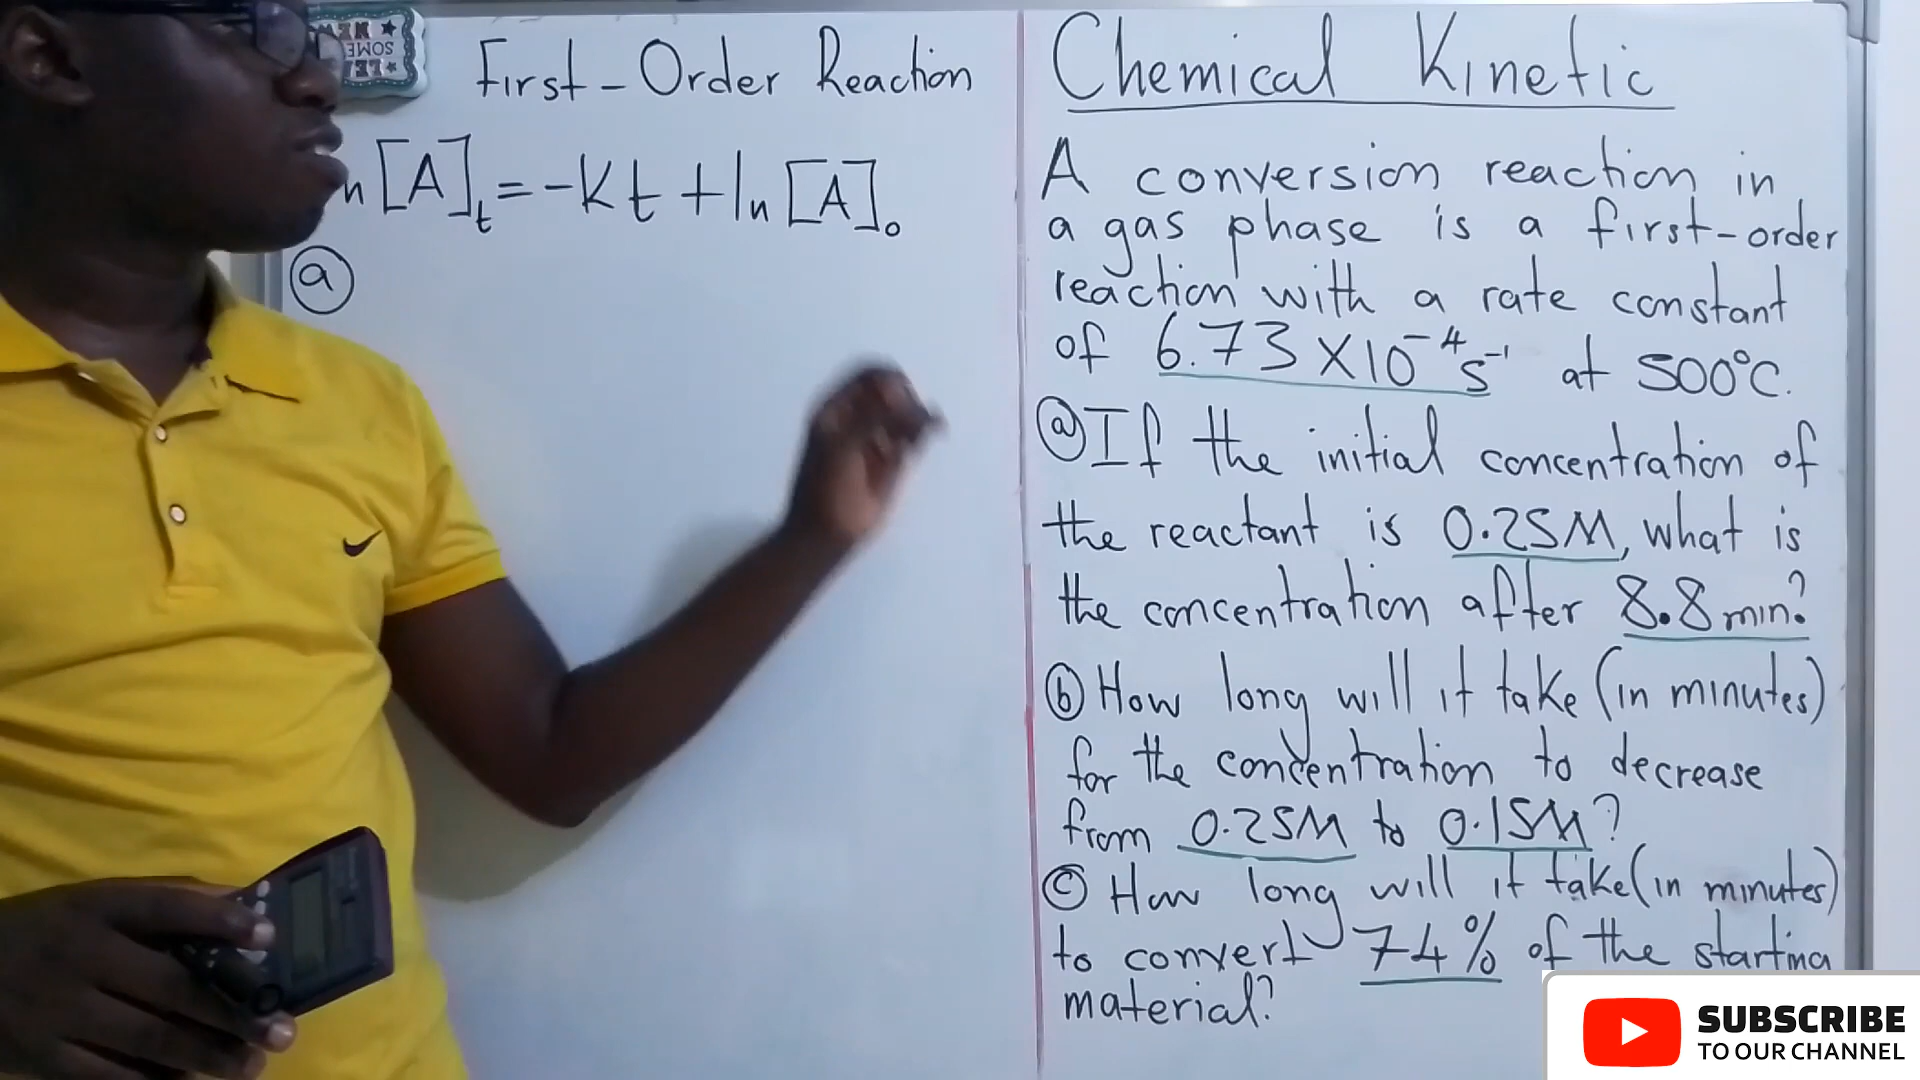 First-Order Reaction
n [A]t = -Kt + ln [A]o
ⓐ
Chemical Kinetic
A conversion reaction in
a gas phase is a first-order
reaction with a rate constant
of 6.73 X 10⁻⁴ s⁻¹ at 500°C.
ⓐ If the initial concentration of
the reactant is 0.25M, what is
the concentration after 8.8 min?
ⓑ How long will it take (in minutes)
for the concentration to decrease
from 0.25M to 0.15M?
ⓒ How long will it take (in minutes)
to convert 74% of the starting
material?
SUBSCRIBE
TO OUR CHANNEL